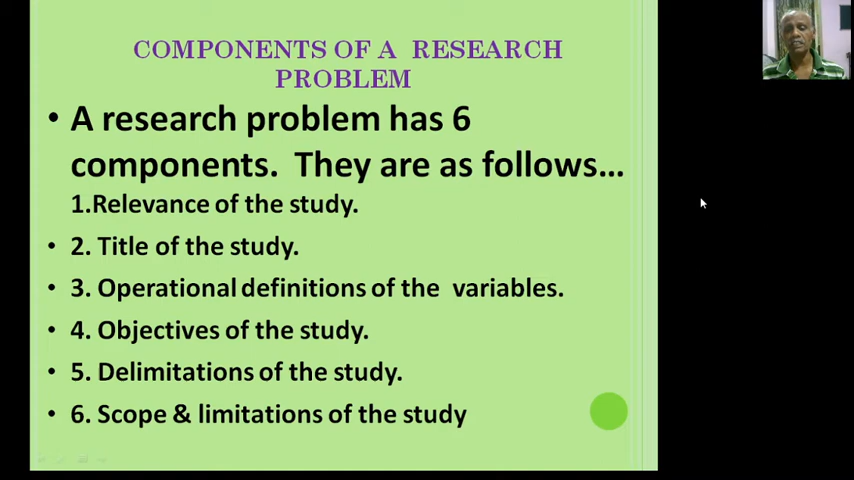 COMPONENTS OF A RESEARCH
PROBLEM
• A research problem has 6
components. They are as follows...
1.Relevance of the study.
• 2. Title of the study.
• 3. Operational definitions of the variables.
• 4. Objectives of the study.
• 5. Delimitations of the study.
• 6. Scope & limitations of the study